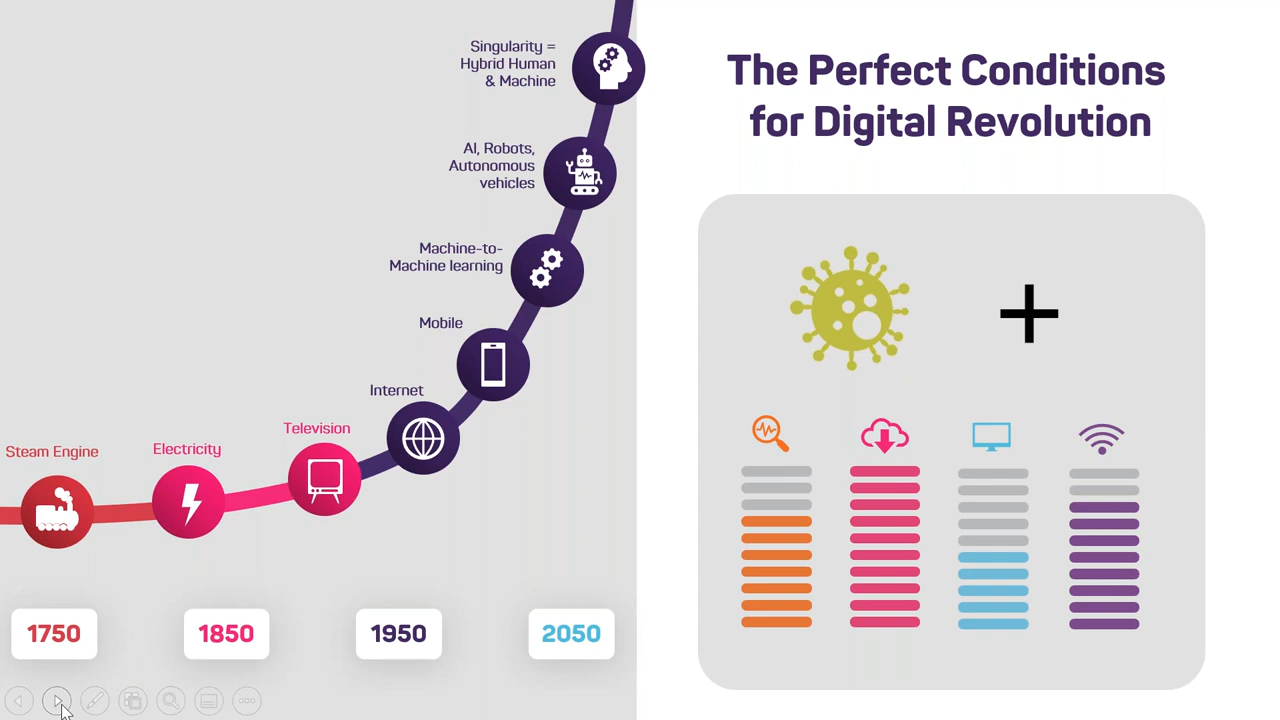 Singularity =
Hybrid Human
& Machine
AI, Robots,
Autonomous
vehicles
Machine-to-
Machine learning
Mobile
Internet
Television
Electricity
Steam Engine
1750
1850
1950
2050
The Perfect Conditions
for Digital Revolution
+